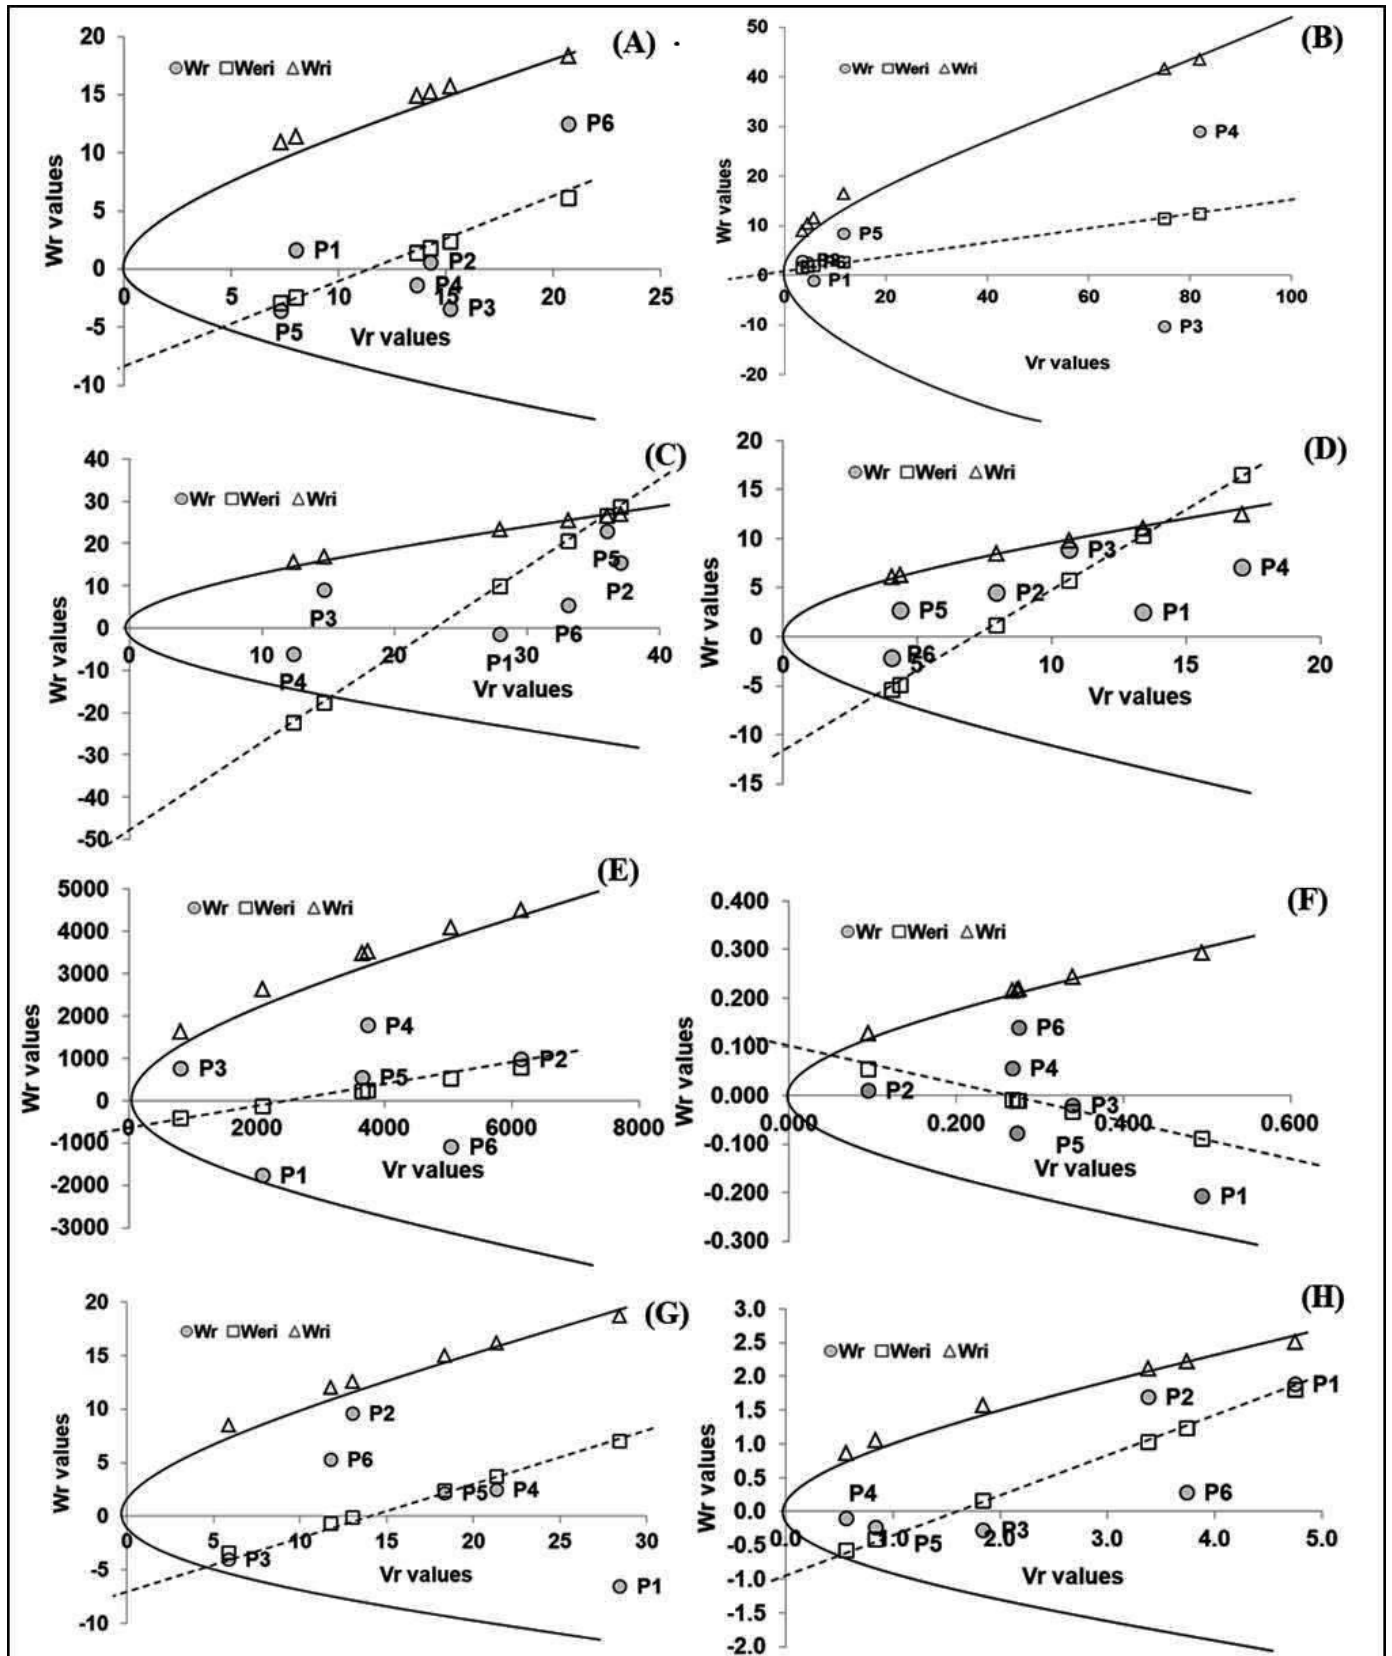 (A)
Wr Weri Wri
20
15
10
5
0
-5
-10
0 5 10 15 20 25
P1
P2
P3
P4
P5
P6
Wr values
Vr values
(B)
Wr Weri Wri
50
40
30
20
10
0
-10
-20
0 20 40 60 80 100
P4
P5
P1
P3
Wr values
Vr values
(C)
Wr Weri Wri
40
30
20
10
0
-10
-20
-30
-40
-50
0 10 20 30 40
P3
P4
P5
P2
P6
P1
Wr values
Vr values
(D)
Wr Weri Wri
20
15
10
5
0
-5
-10
-15
0 5 10 15 20
P3
P4
P2
P5
P1
P6
Wr values
Vr values
(E)
Wr Weri Wri
5000
4000
3000
2000
1000
0
-1000
-2000
-3000
0 2000 4000 6000 8000
P4
P3
P5
P2
P6
P1
Wr values
Vr values
(F)
Wr Weri Wri
0.400
0.300
0.200
0.100
0.000
-0.100
-0.200
-0.300
0.000 0.200 0.400 0.600
P6
P4
P2
P3
P5
P1
Wr values
Vr values
(G)
Wr Weri Wri
20
15
10
5
0
-5
-10
0 5 10 15 20 25 30
P2
P6
P5
P4
P3
P1
Wr values
Vr values
(H)
Wr Weri Wri
3.0
2.5
2.0
1.5
1.0
0.5
0.0
-0.5
-1.0
-1.5
-2.0
0.0 1.0 2.0 3.0 4.0 5.0
P1
P2
P4
P6
P3
P5
Wr values
Vr values